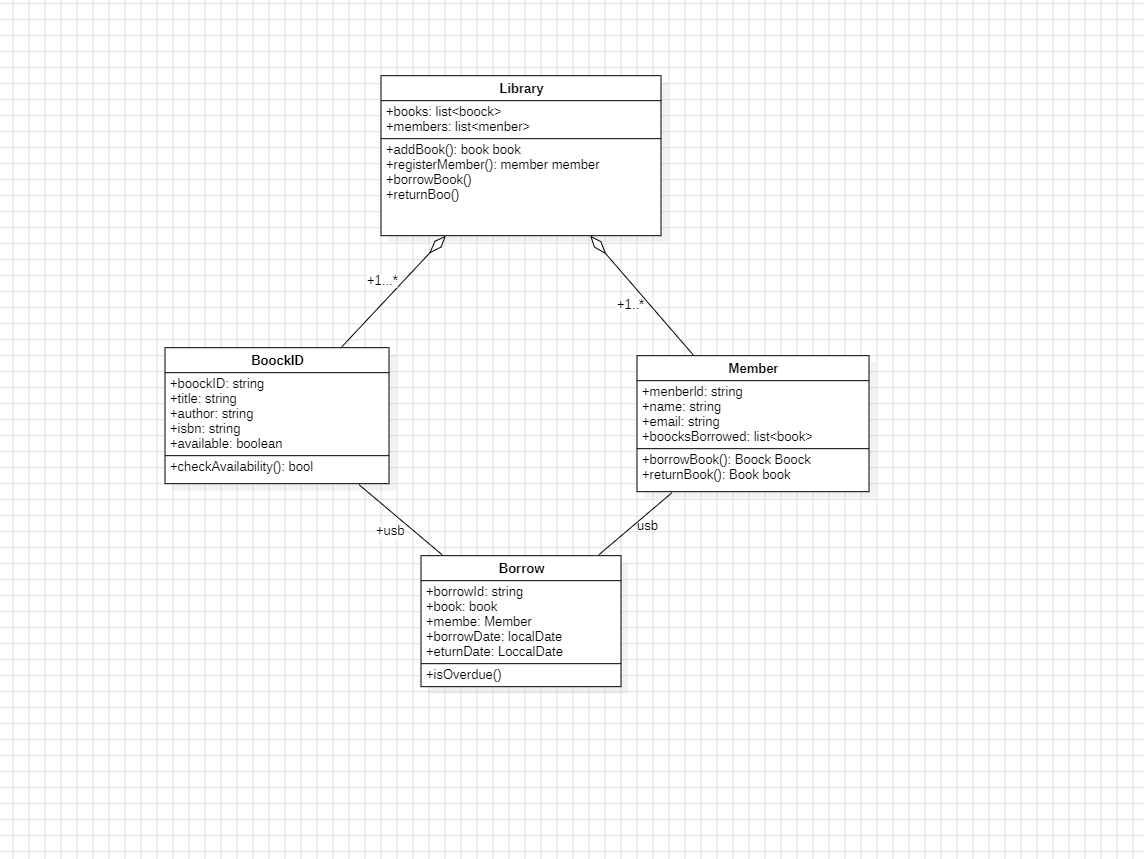 Library
+books: list<boock>
+members: list<menber>
+addBook(): book book
+registerMember(): member member
+borrowBook()
+returnBoo()
+1...*
+1..*
BoockID
+boockID: string
+title: string
+author: string
+isbn: string
+available: boolean
+checkAvailability(): bool
Member
+menberId: string
+name: string
+email: string
+boocksBorrowed: list<book>
+borrowBook(): Boock Boock
+returnBook(): Book book
+usb
usb
Borrow
+borrowId: string
+book: book
+membe: Member
+borrowDate: localDate
+eturnDate: LoccalDate
+isOverdue()